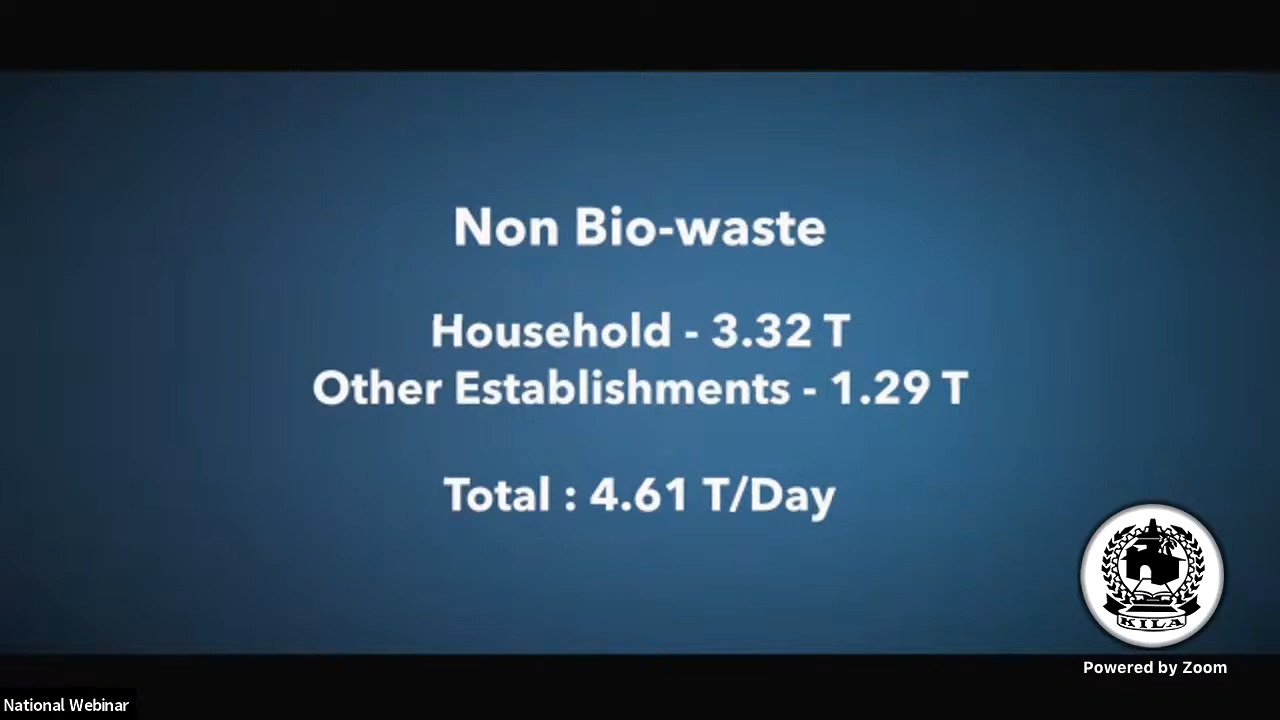 Non Bio-waste
Household - 3.32 T
Other Establishments - 1.29 T
Total : 4.61 T/Day
KILA
Powered by Zoom
National Webinar